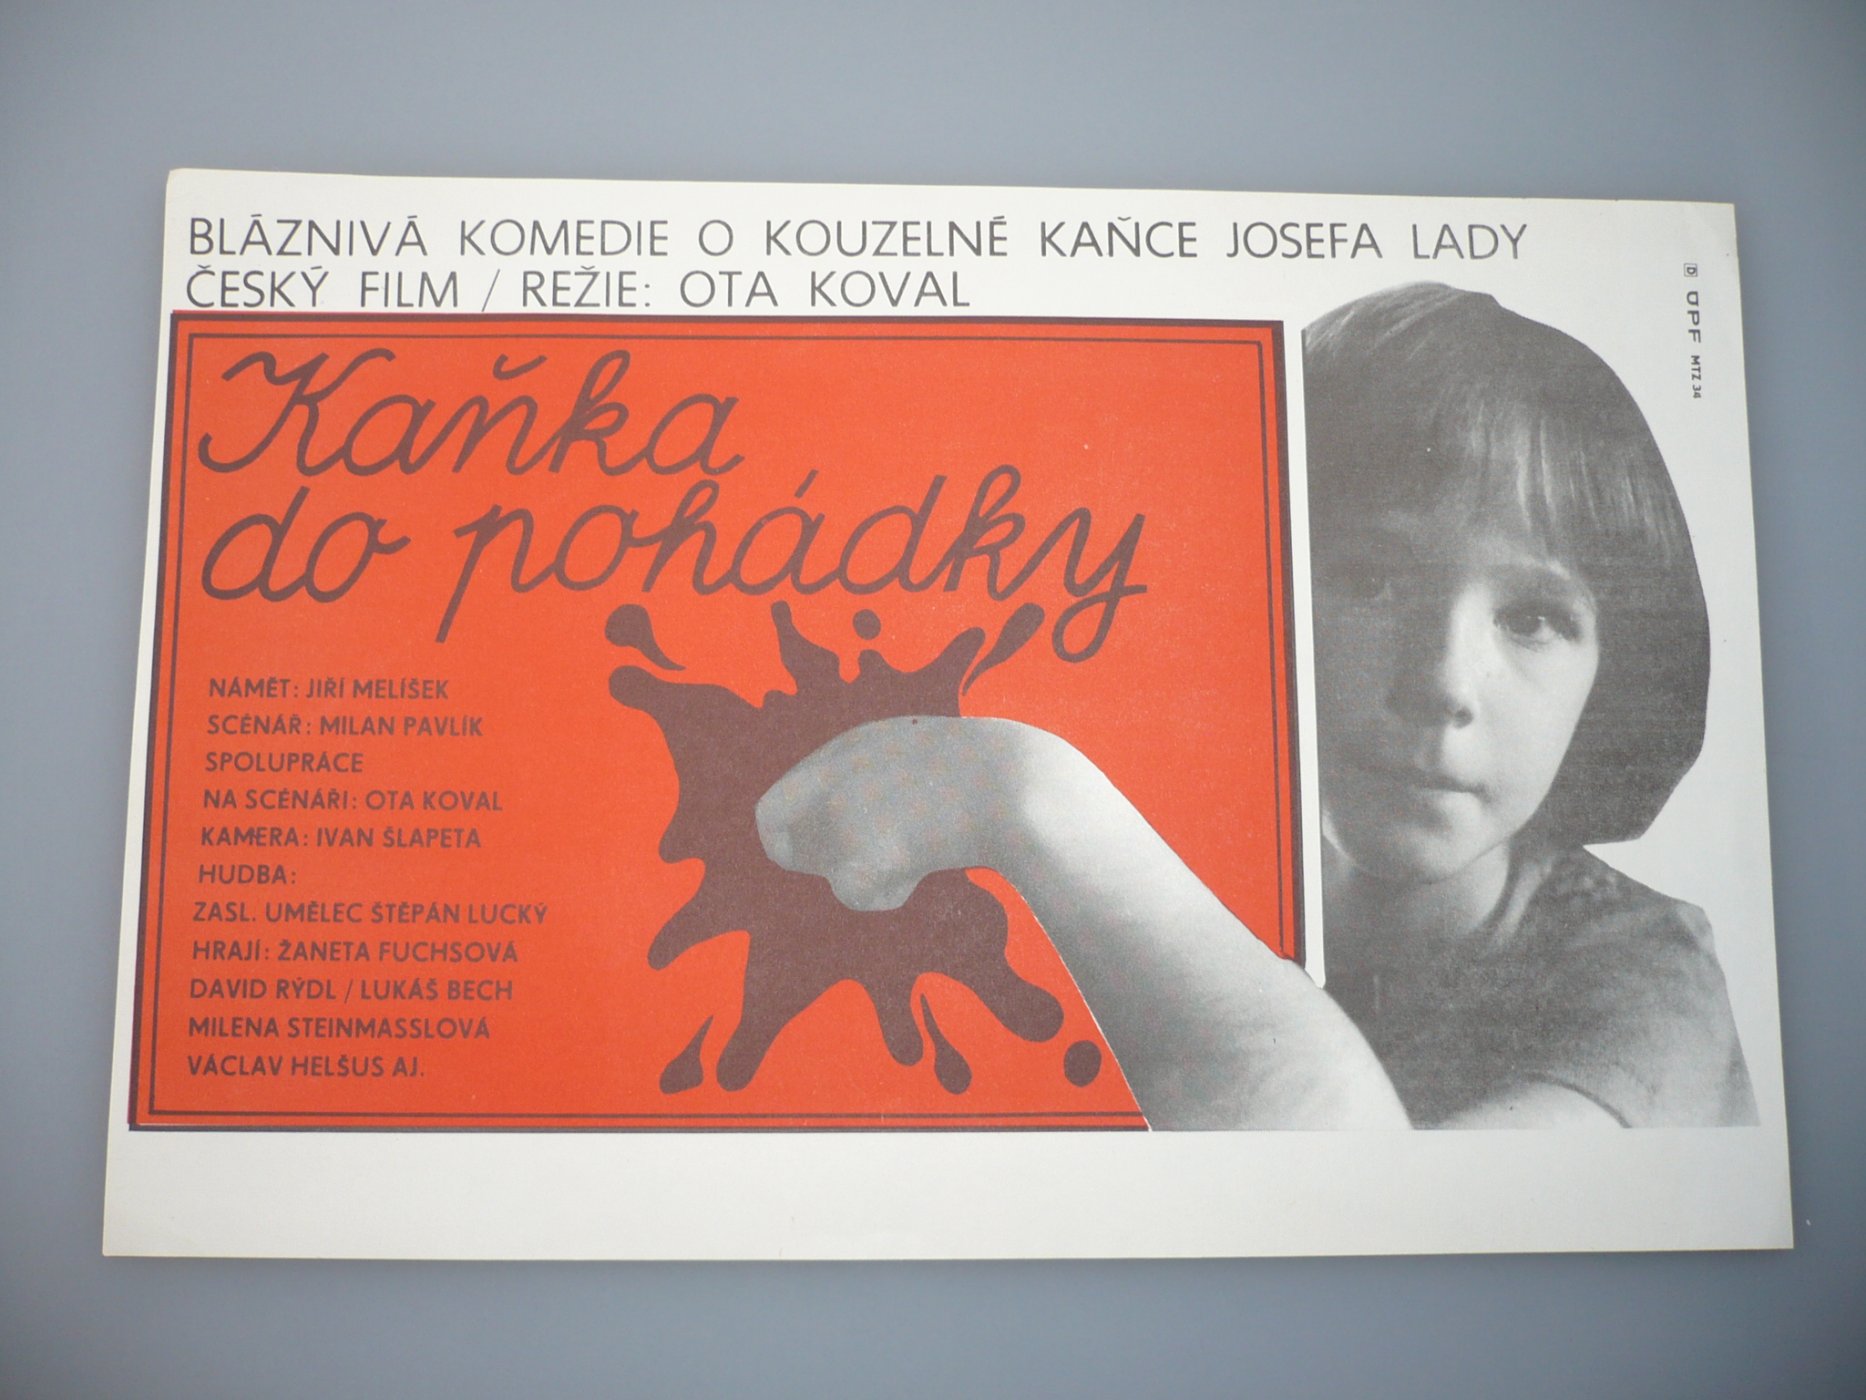 BLÁZNIVÁ KOMEDIE O KOUZELNÉ KAŇCE JOSEFA LADY
ČESKÝ FILM / REŽIE: OTA KOVAL
Kaňka
do pohádky
NÁMĚT: JIŘÍ MELÍŠEK
SCÉNÁŘ: MILAN PAVLÍK
SPOLUPRÁCE
NA SCÉNÁŘI: OTA KOVAL
KAMERA: IVAN ŠLAPETA
HUDBA:
ZASL. UMĚLEC ŠTĚPÁN LUCKÝ
HRAJÍ: ŽANETA FUCHSOVÁ
DAVID RÝDL / LUKÁŠ BECH
MILENA STEINMASSLOVÁ
VÁCLAV HELŠUS AJ.
D ÚPF MTZ 34